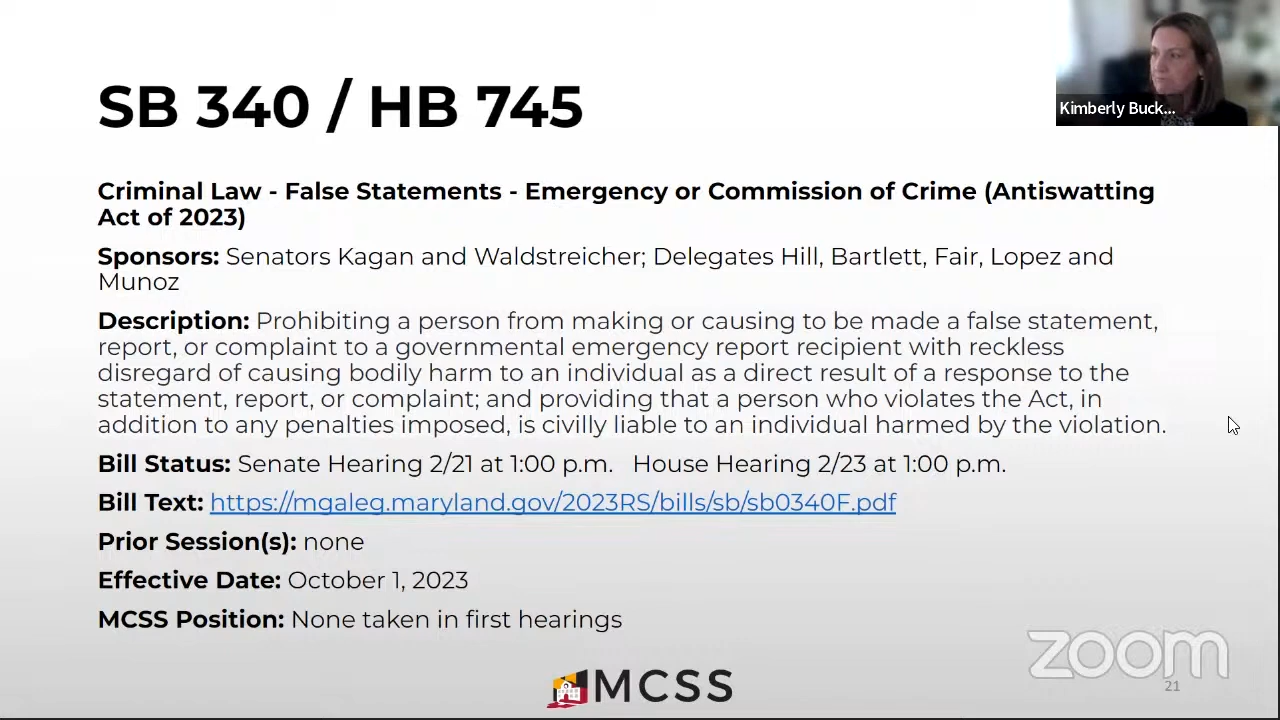 SB 340 / HB 745
Kimberly Buck...
Criminal Law - False Statements - Emergency or Commission of Crime (Antiswatting
Act of 2023)
Sponsors: Senators Kagan and Waldstreicher; Delegates Hill, Bartlett, Fair, Lopez and
Munoz
Description: Prohibiting a person from making or causing to be made a false statement,
report, or complaint to a governmental emergency report recipient with reckless
disregard of causing bodily harm to an individual as a direct result of a response to the
statement, report, or complaint; and providing that a person who violates the Act, in
addition to any penalties imposed, is civilly liable to an individual harmed by the violation.
Bill Status: Senate Hearing 2/21 at 1:00 p.m. House Hearing 2/23 at 1:00 p.m.
Bill Text: https://mgaleg.maryland.gov/2023RS/bills/sb/sb0340F.pdf
Prior Session(s): none
Effective Date: October 1, 2023
MCSS Position: None taken in first hearings
zoom
21
MCSS